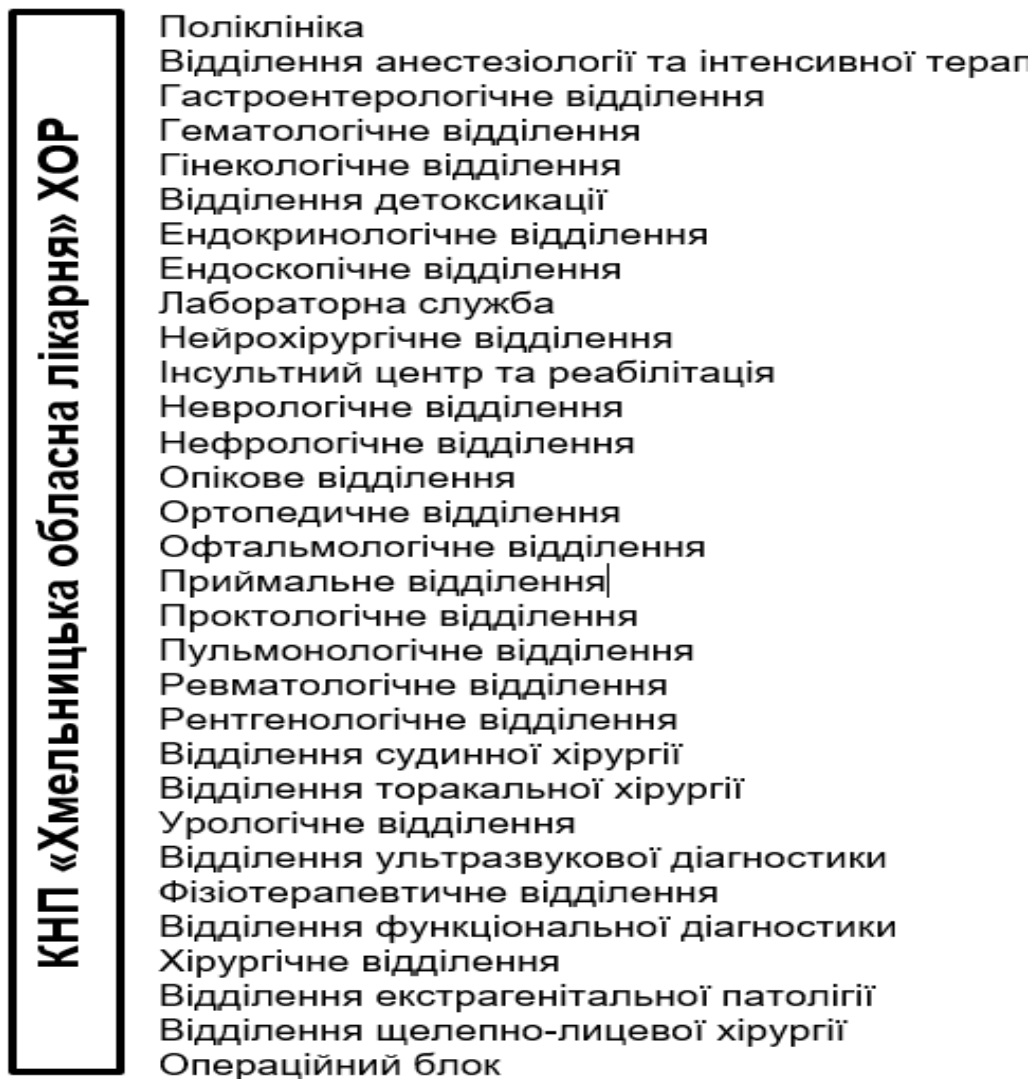 КНП «Хмельницька обласна лікарня» ХОР
Поліклініка
Відділення анестезіології та інтенсивної терап
Гастроентерологічне відділення
Гематологічне відділення
Гінекологічне відділення
Відділення детоксикації
Ендокринологічне відділення
Ендоскопічне відділення
Лабораторна служба
Нейрохірургічне відділення
Інсультний центр та реабілітація
Неврологічне відділення
Нефрологічне відділення
Опікове відділення
Ортопедичне відділення
Офтальмологічне відділення
Приймальне відділення
Проктологічне відділення
Пульмонологічне відділення
Ревматологічне відділення
Рентгенологічне відділення
Відділення судинної хірургії
Відділення торакальної хірургії
Урологічне відділення
Відділення ультразвукової діагностики
Фізіотерапевтичне відділення
Відділення функціональної діагностики
Хірургічне відділення
Відділення екстрагенітальної патолігії
Відділення щелепно-лицевої хірургії
Операційний блок